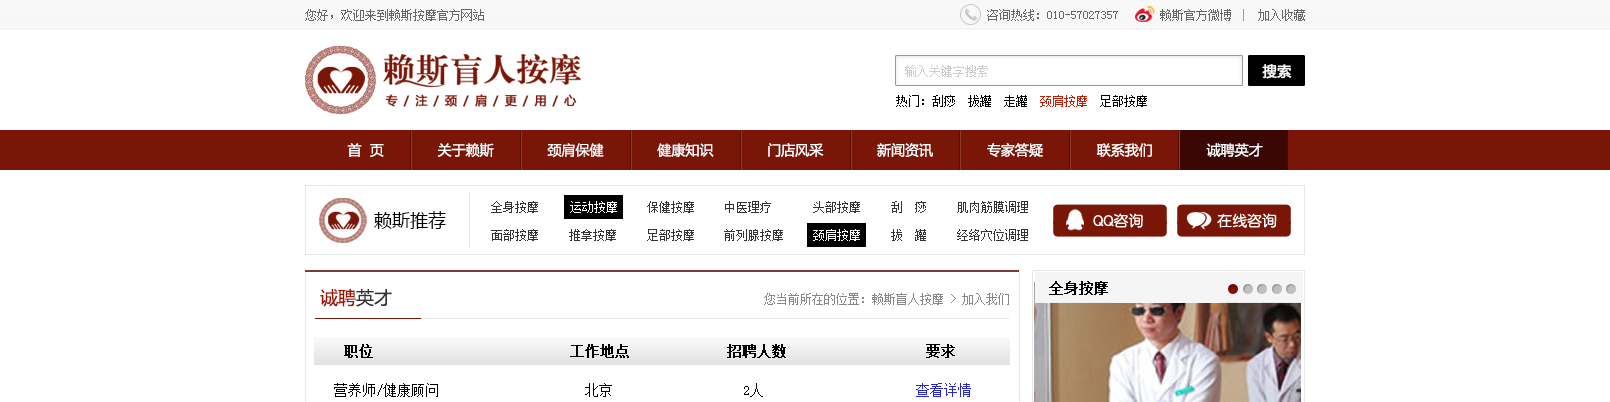 您好，欢迎来到赖斯按摩官方网站
咨询热线：010-57027357 赖斯官方微博 | 加入收藏
赖斯盲人按摩
专/注/颈/肩/更/用/心
输入关键字搜索 搜索
热门：刮痧 拔罐 走罐 颈肩按摩 足部按摩
首 页 关于赖斯 颈肩保健 健康知识 门店风采 新闻资讯 专家答疑 联系我们 诚聘英才
赖斯推荐
全身按摩 运动按摩 保健按摩 中医理疗 头部按摩 刮 痧 肌肉筋膜调理
面部按摩 推拿按摩 足部按摩 前列腺按摩 颈肩按摩 拔 罐 经络穴位调理
QQ咨询 在线咨询
诚聘英才
您当前所在的位置：赖斯盲人按摩 > 加入我们
职位 工作地点 招聘人数 要求
营养师/健康顾问 北京 2人 查看详情
全身按摩